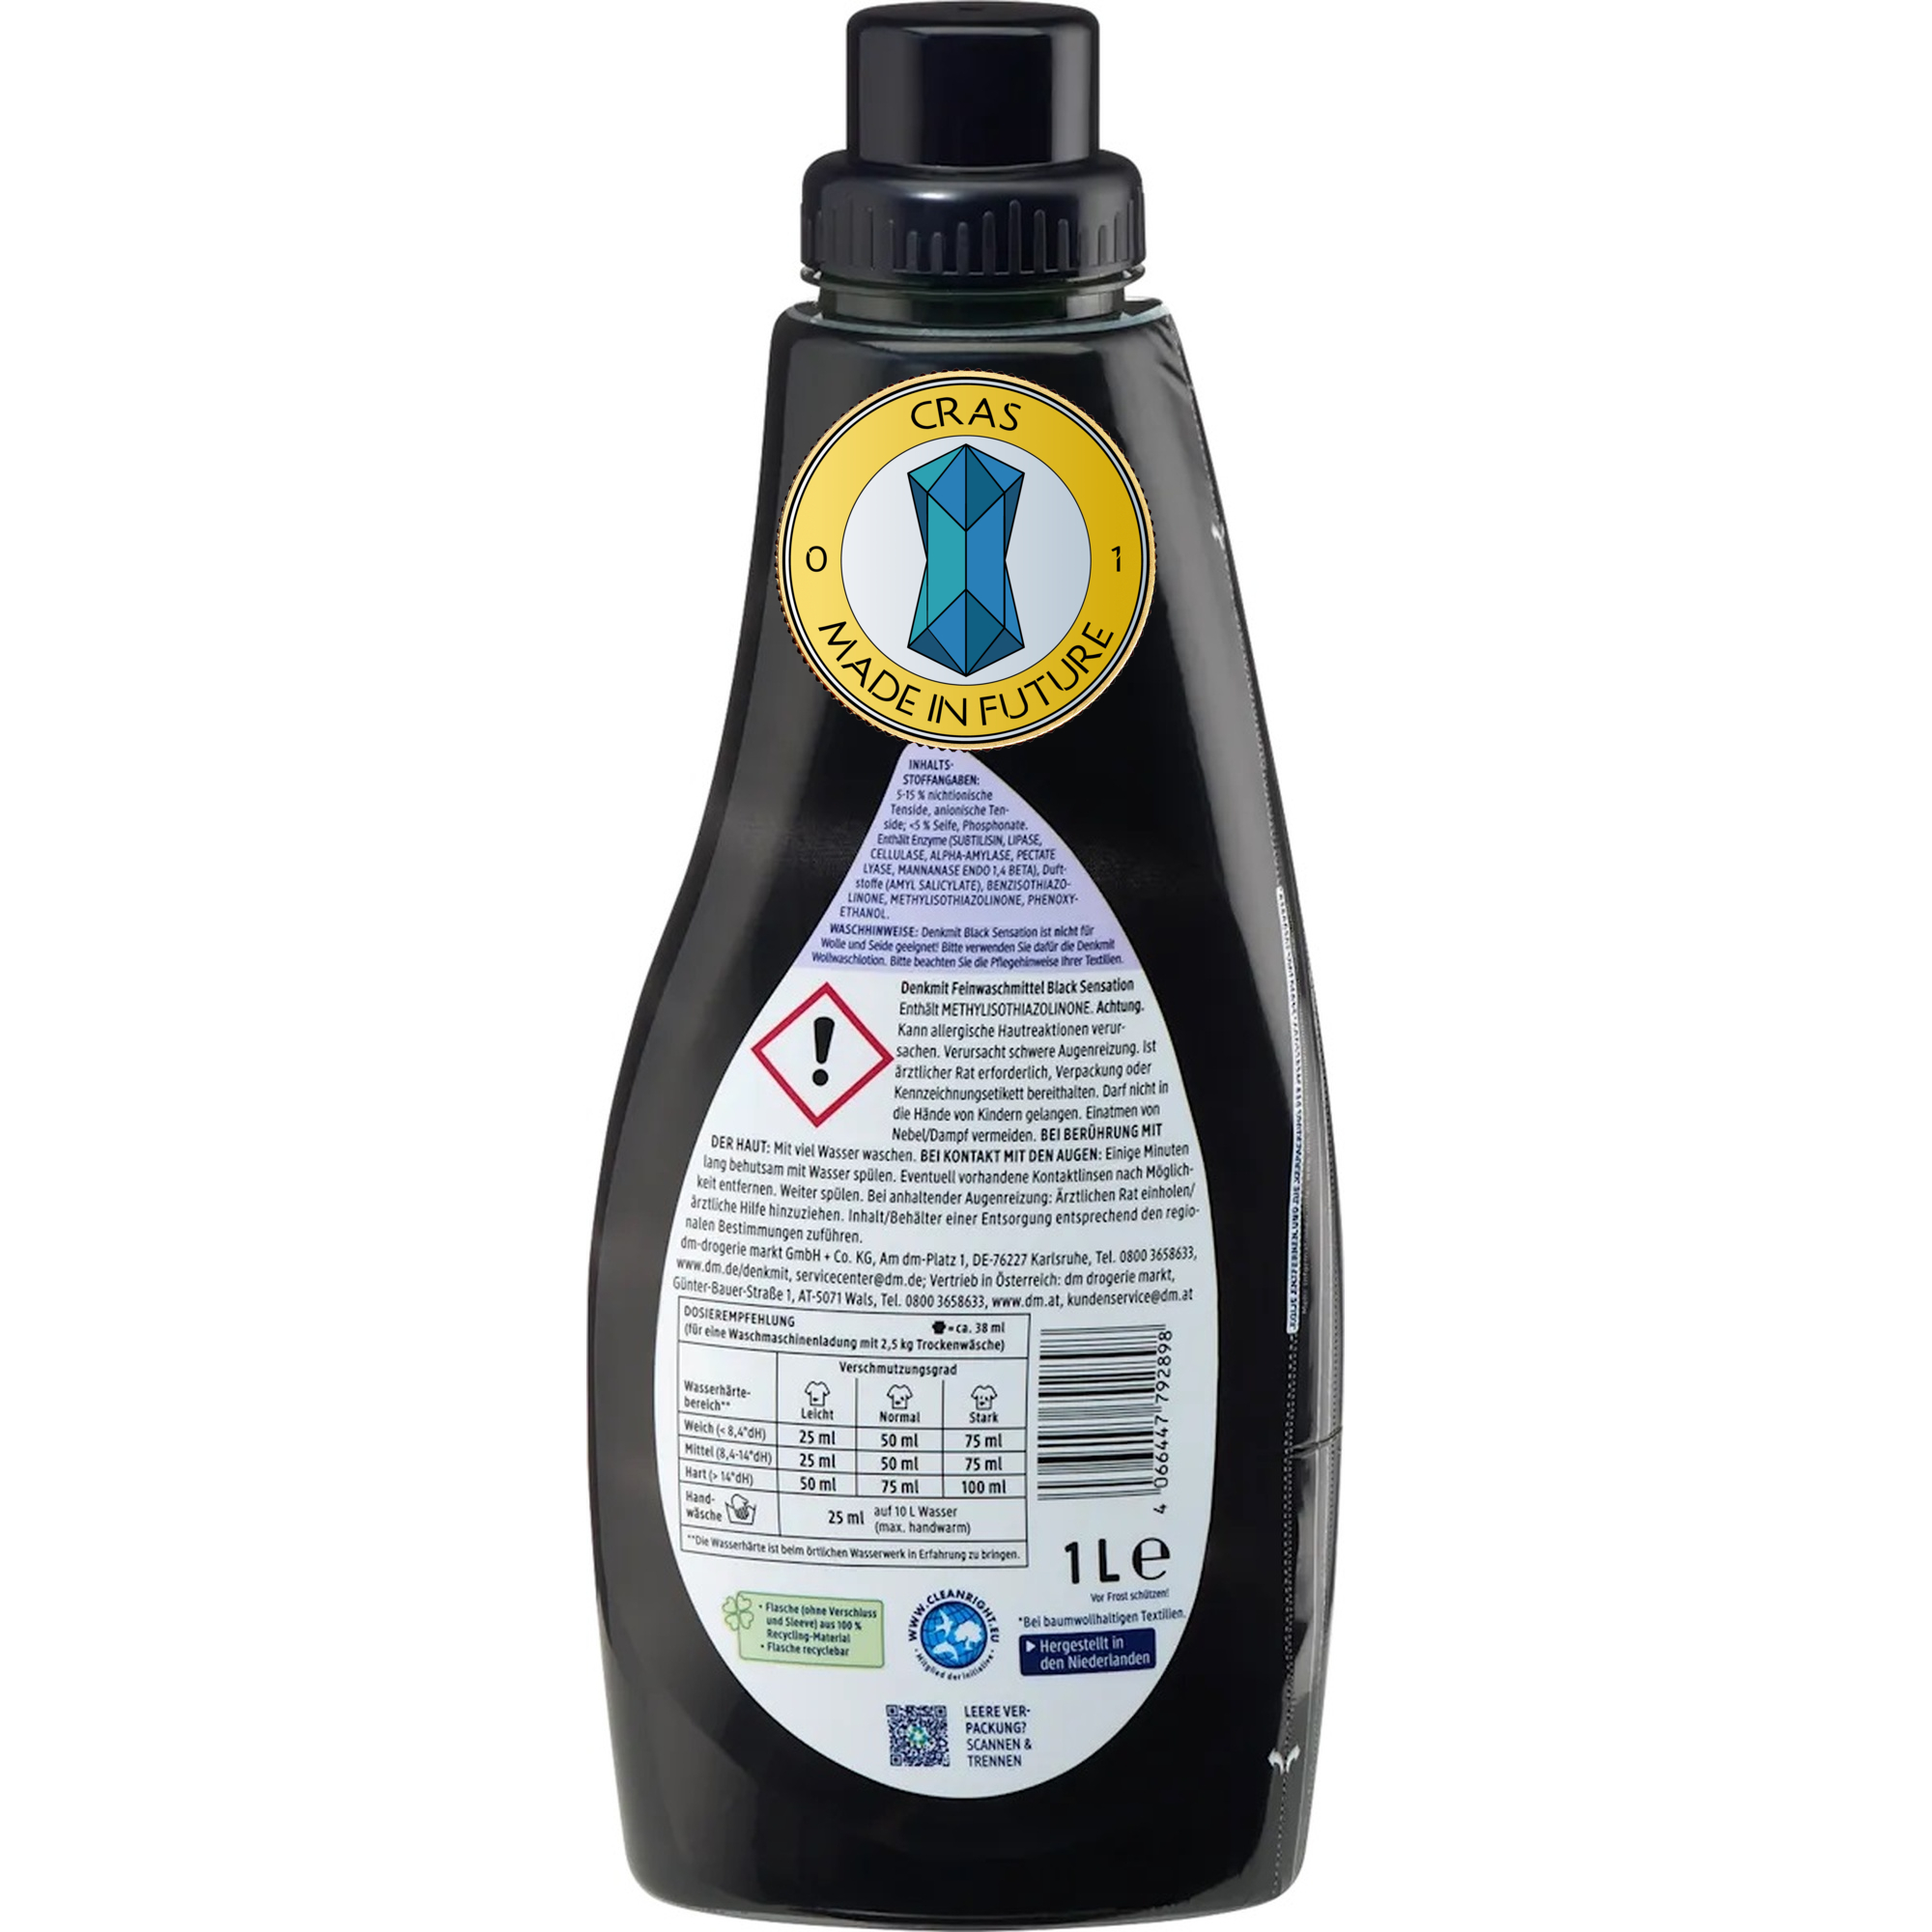 CRAS
0 1
MADE IN FUTURE
INHALTS-
STOFFANGABEN:
5-15 % nichtionische
Tenside, anionische Ten-
side; <5 % Seife, Phosphonate.
Enthält Enzyme (SUBTILISIN, LIPASE,
CELLULASE, ALPHA-AMYLASE, PECTATE
LYASE, MANNANASE ENDO 1,4 BETA), Duft-
stoffe (AMYL SALICYLATE), BENZISOTHIAZO-
LINONE, METHYLISOTHIAZOLINONE, PHENOXY-
ETHANOL.
WASCHHINWEISE: Denkmit Black Sensation ist nicht für
Wolle und Seide geeignet! Bitte verwenden Sie dafür die Denkmit
Wollwaschlotion. Bitte beachten Sie die Pflegehinweise Ihrer Textilien.
Denkmit Feinwaschmittel Black Sensation
Enthält METHYLISOTHIAZOLINONE. Achtung.
Kann allergische Hautreaktionen verur-
sachen. Verursacht schwere Augenreizung. Ist
ärztlicher Rat erforderlich, Verpackung oder
Kennzeichnungsetikett bereithalten. Darf nicht in
die Hände von Kindern gelangen. Einatmen von
Nebel/Dampf vermeiden. BEI BERÜHRUNG MIT
DER HAUT: Mit viel Wasser waschen. BEI KONTAKT MIT DEN AUGEN: Einige Minuten
lang behutsam mit Wasser spülen. Eventuell vorhandene Kontaktlinsen nach Möglich-
keit entfernen. Weiter spülen. Bei anhaltender Augenreizung: Ärztlichen Rat einholen/
ärztliche Hilfe hinzuziehen. Inhalt/Behälter einer Entsorgung entsprechend den regio-
nalen Bestimmungen zuführen.
dm-drogerie markt GmbH + Co. KG, Am dm-Platz 1, DE-76227 Karlsruhe, Tel. 0800 3658633,
www.dm.de/denkmit, servicecenter@dm.de; Vertrieb in Österreich: dm drogerie markt,
Günter-Bauer-Straße 1, AT-5071 Wals, Tel. 0800 3658633, www.dm.at, kundenservice@dm.at
DOSIEREMPFEHLUNG =ca. 38 ml
(für eine Waschmaschinenladung mit 2,5 kg Trockenwäsche)
Verschmutzungsgrad
Wasserhärte-
bereich**
Leicht Normal Stark
Weich (< 8,4°dH) 25 ml 50 ml 75 ml
Mittel (8,4-14°dH) 25 ml 50 ml 75 ml
Hart (> 14°dH) 50 ml 75 ml 100 ml
Hand-
wäsche
25 ml auf 10 L Wasser
(max. handwarm)
**Die Wasserhärte ist beim örtlichen Wasserwerk in Erfahrung zu bringen.
4 066447 792898
1 L e
Vor Frost schützen!
*Bei baumwollhaltigen Textilien.
Hergestellt in
den Niederlanden
• Flasche (ohne Verschluss
und Sleeve) aus 100 %
Recycling-Material
• Flasche recyclebar
WWW.CLEANRIGHT.EU
• Mitglied der Initiative •
LEERE VER-
PACKUNG?
SCANNEN &
TRENNEN